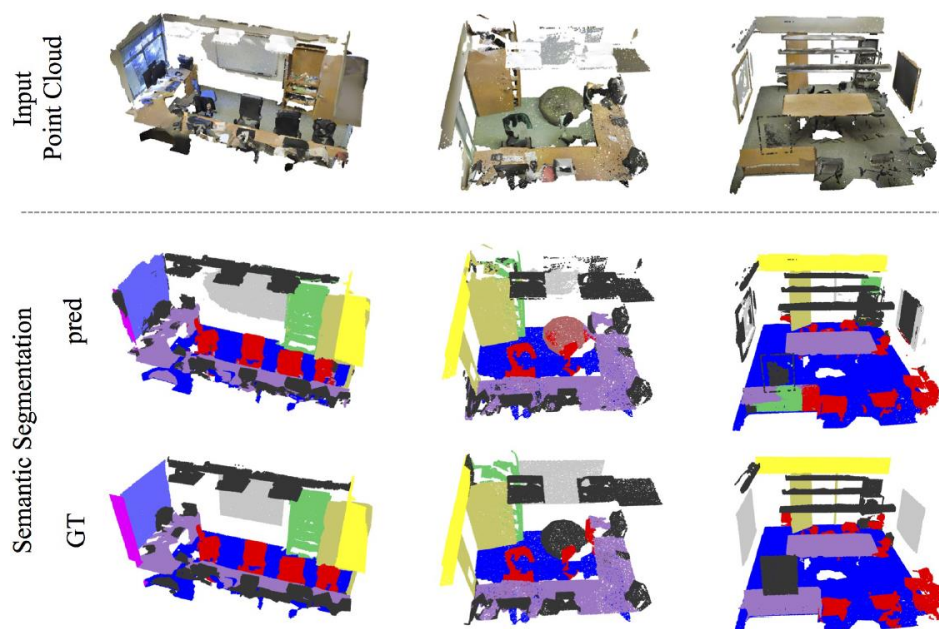 Input
Point Cloud
Semantic Segmentation
pred
GT